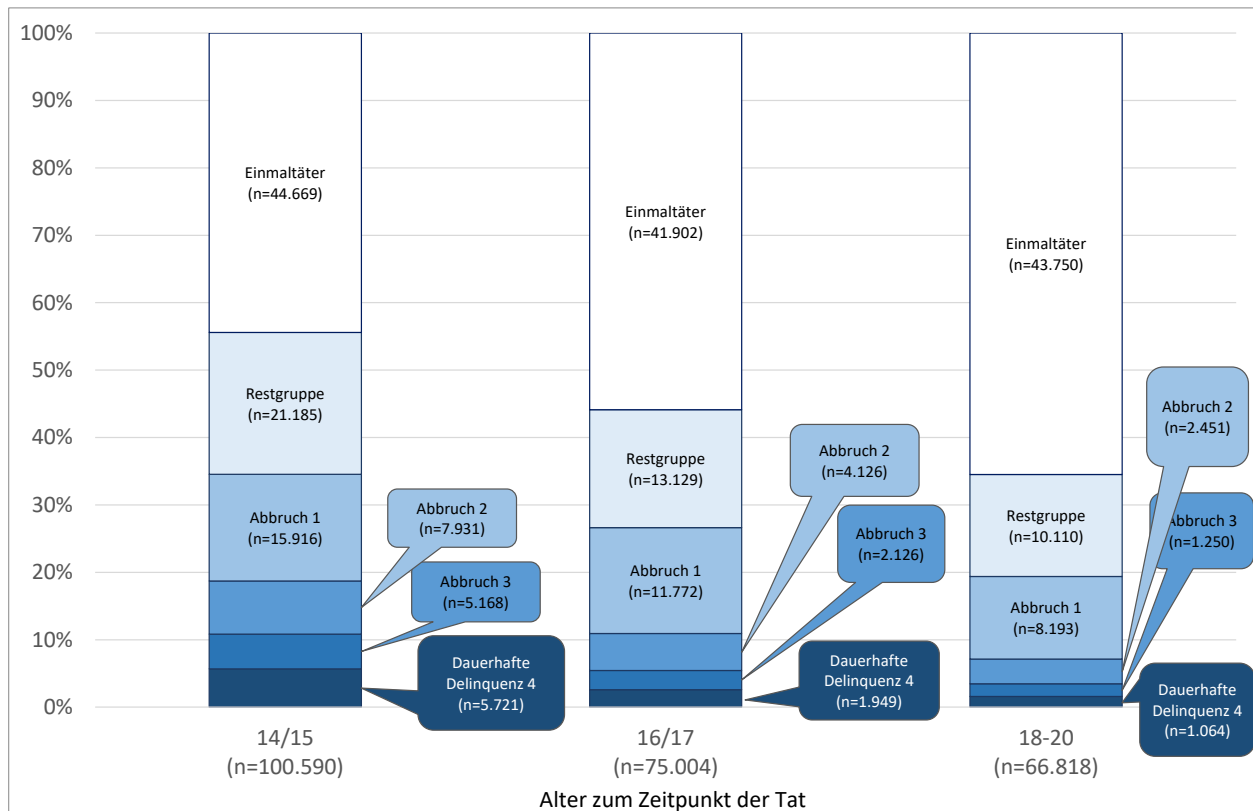 100%
90%
80%
70%
60%
50%
40%
30%
20%
10%
0%
Einmaltäter
(n=44.669)
Restgruppe
(n=21.185)
Abbruch 1
(n=15.916)
Abbruch 2
(n=7.931)
Abbruch 3
(n=5.168)
Dauerhafte
Delinquenz 4
(n=5.721)
Einmaltäter
(n=41.902)
Restgruppe
(n=13.129)
Abbruch 1
(n=11.772)
Abbruch 2
(n=4.126)
Abbruch 3
(n=2.126)
Dauerhafte
Delinquenz 4
(n=1.949)
Einmaltäter
(n=43.750)
Restgruppe
(n=10.110)
Abbruch 1
(n=8.193)
Abbruch 2
(n=2.451)
Abbruch 3
(n=1.250)
Dauerhafte
Delinquenz 4
(n=1.064)
14/15
(n=100.590)
16/17
(n=75.004)
18-20
(n=66.818)
Alter zum Zeitpunkt der Tat